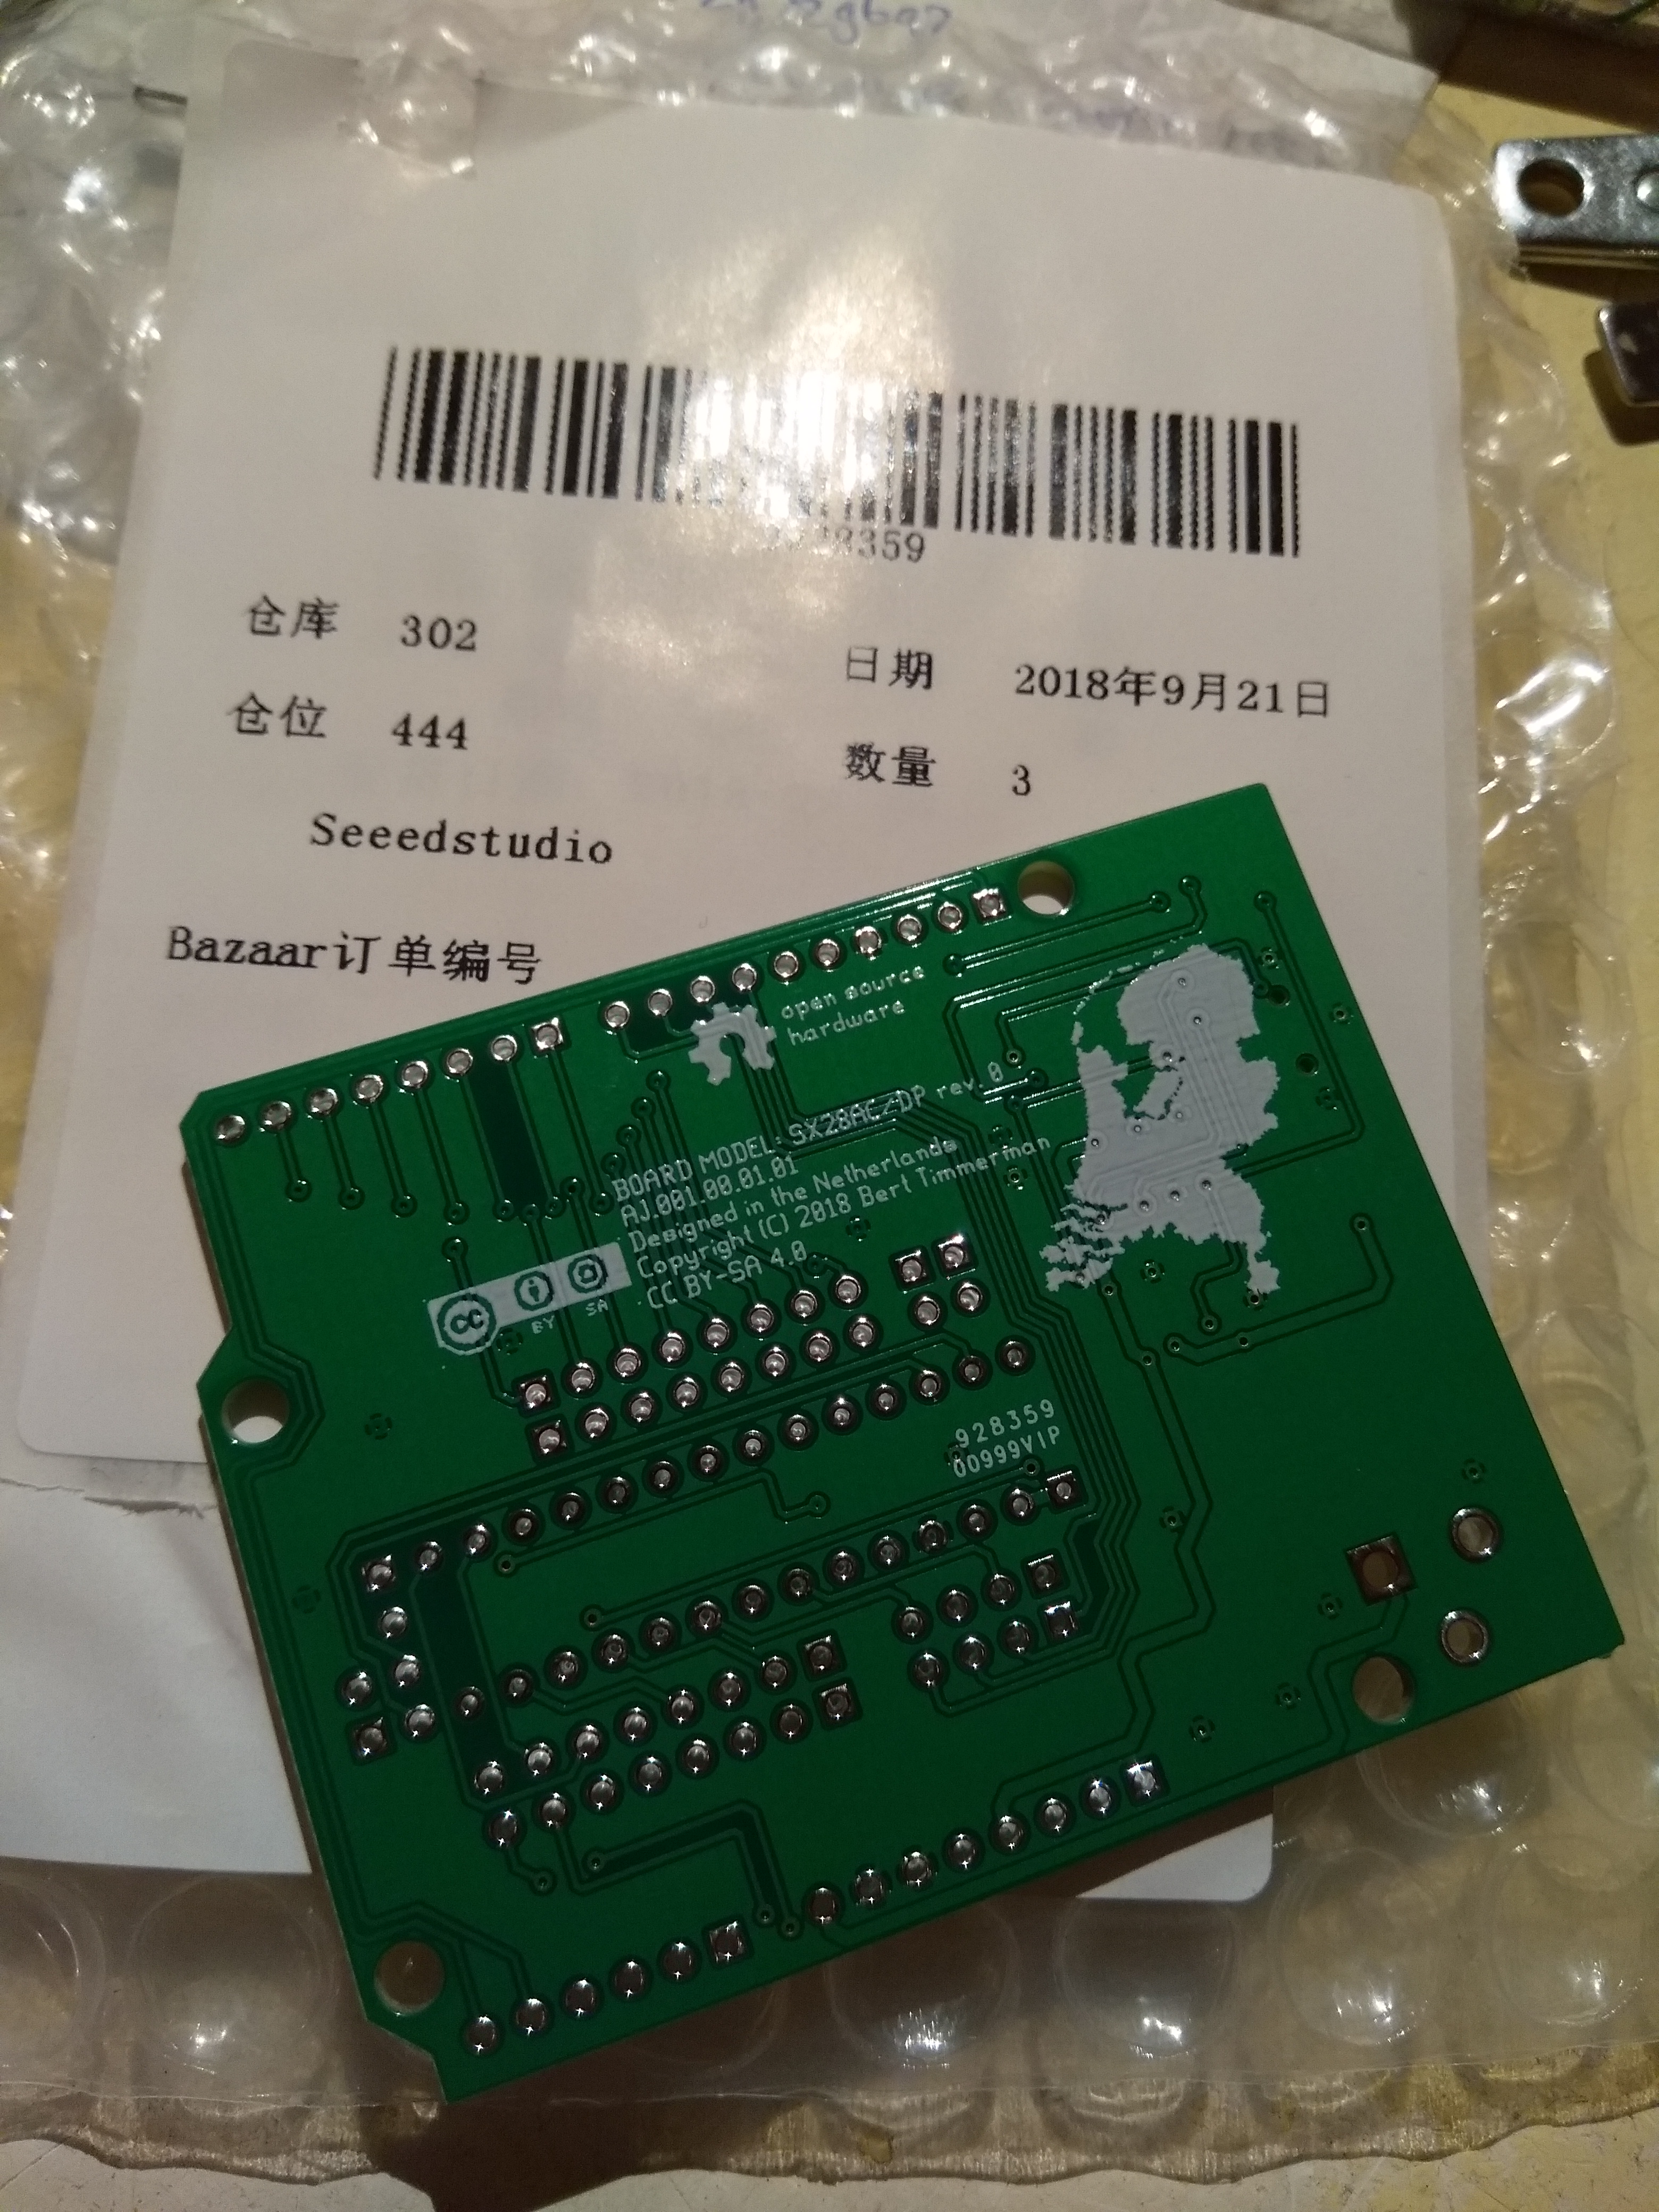 仓库 302
日期 2018年9月21日
仓位 444
数量 3
Seeedstudio
Bazaar订单编号
open source
hardware
BOARD MODEL: SX28AC/DP rev.0
AJ.001.00.01.01
Designed in the Netherlands
Copyright (C) 2018 Bert Timmerman
CC BY-SA 4.0
cc
BY SA
928359
00999VIP